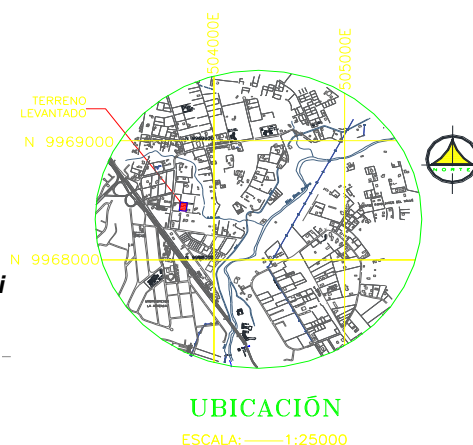 504000E
505000E
TERRENO
LEVANTADO
N 9969000
NORTE
N 9968000
i
UBICACIÓN
ESCALA:——1:25000